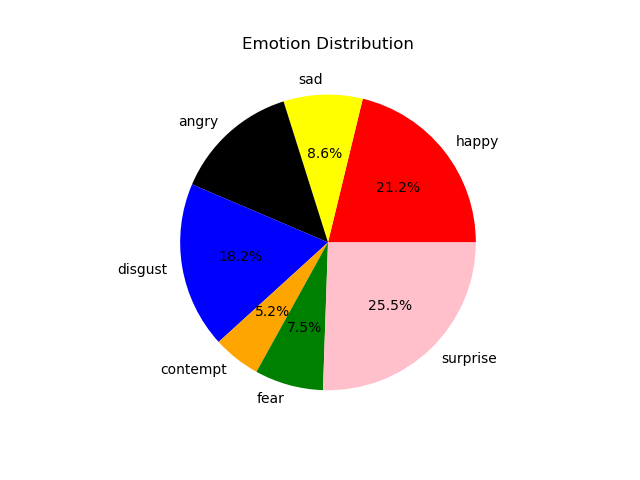 Emotion Distribution
sad
angry
happy
8.6%
21.2%
18.2%
disgust
5.2%
7.5%
25.5%
surprise
contempt
fear